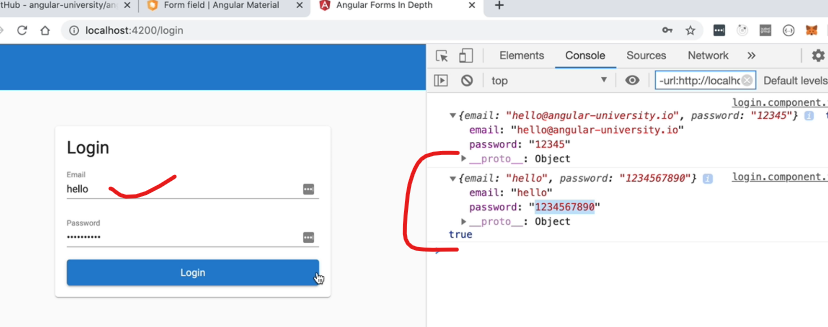 tHub - angular-university/an
Form field | Angular Material
Angular Forms In Depth
localhost:4200/login
Elements
Console
Sources
Network
top
-url:http://localho
Default levels
login.component.
{email: "hello@angular-university.io", password: "12345"}
email: "hello@angular-university.io"
password: "12345"
__proto__: Object
{email: "hello", password: "1234567890"}
login.component.
email: "hello"
password: "1234567890"
__proto__: Object
true
Login
Email
hello
Password
••••••••••
Login